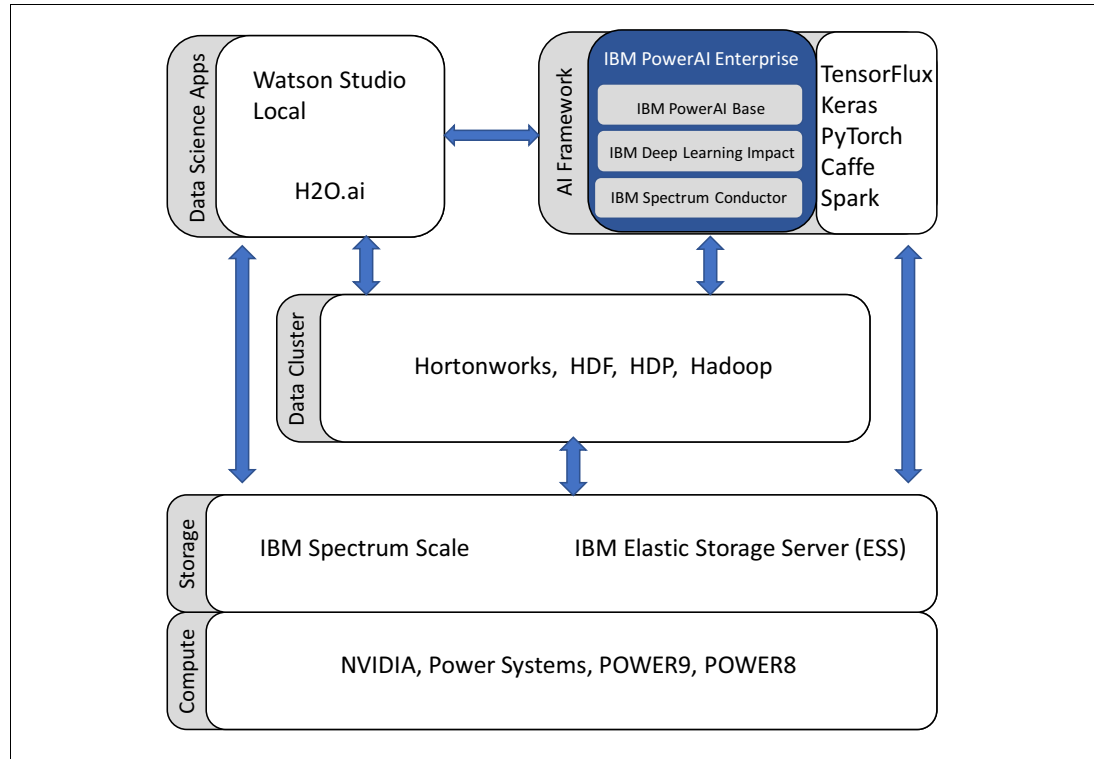 Data Science Apps
Watson Studio
Local
H2O.ai
AI Framework
IBM PowerAI Enterprise
IBM PowerAI Base
IBM Deep Learning Impact
IBM Spectrum Conductor
TensorFlux
Keras
PyTorch
Caffe
Spark
Data Cluster
Hortonworks, HDF, HDP, Hadoop
Storage
IBM Spectrum Scale
IBM Elastic Storage Server (ESS)
Compute
NVIDIA, Power Systems, POWER9, POWER8